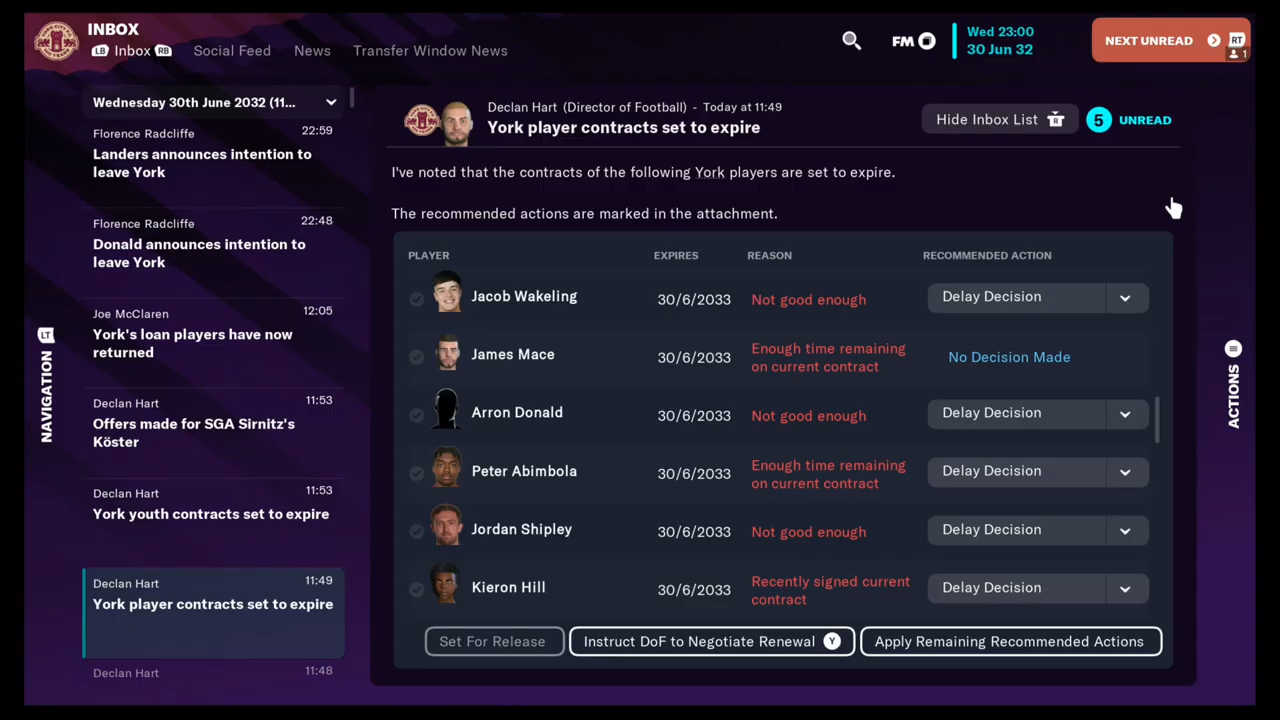 INBOX
LB Inbox RB Social Feed News Transfer Window News
FM
Wed 23:00
30 Jun 32
NEXT UNREAD RT
1
Wednesday 30th June 2032 (11...
Florence Radcliffe 22:59
Landers announces intention to
leave York
Florence Radcliffe 22:48
Donald announces intention to
leave York
Joe McClaren 12:05
York's loan players have now
returned
Declan Hart 11:53
Offers made for SGA Sirnitz's
Köster
Declan Hart 11:53
York youth contracts set to expire
Declan Hart 11:49
York player contracts set to expire
Declan Hart 11:48
LT
NAVIGATION
Declan Hart (Director of Football) - Today at 11:49
York player contracts set to expire
Hide Inbox List R
5 UNREAD
I've noted that the contracts of the following York players are set to expire.
The recommended actions are marked in the attachment.
PLAYER EXPIRES REASON RECOMMENDED ACTION
Jacob Wakeling 30/6/2033 Not good enough Delay Decision
James Mace 30/6/2033 Enough time remaining
on current contract No Decision Made
Arron Donald 30/6/2033 Not good enough Delay Decision
Peter Abimbola 30/6/2033 Enough time remaining
on current contract Delay Decision
Jordan Shipley 30/6/2033 Not good enough Delay Decision
Kieron Hill 30/6/2033 Recently signed current
contract Delay Decision
Set For Release Instruct DoF to Negotiate Renewal Y Apply Remaining Recommended Actions
ACTIONS